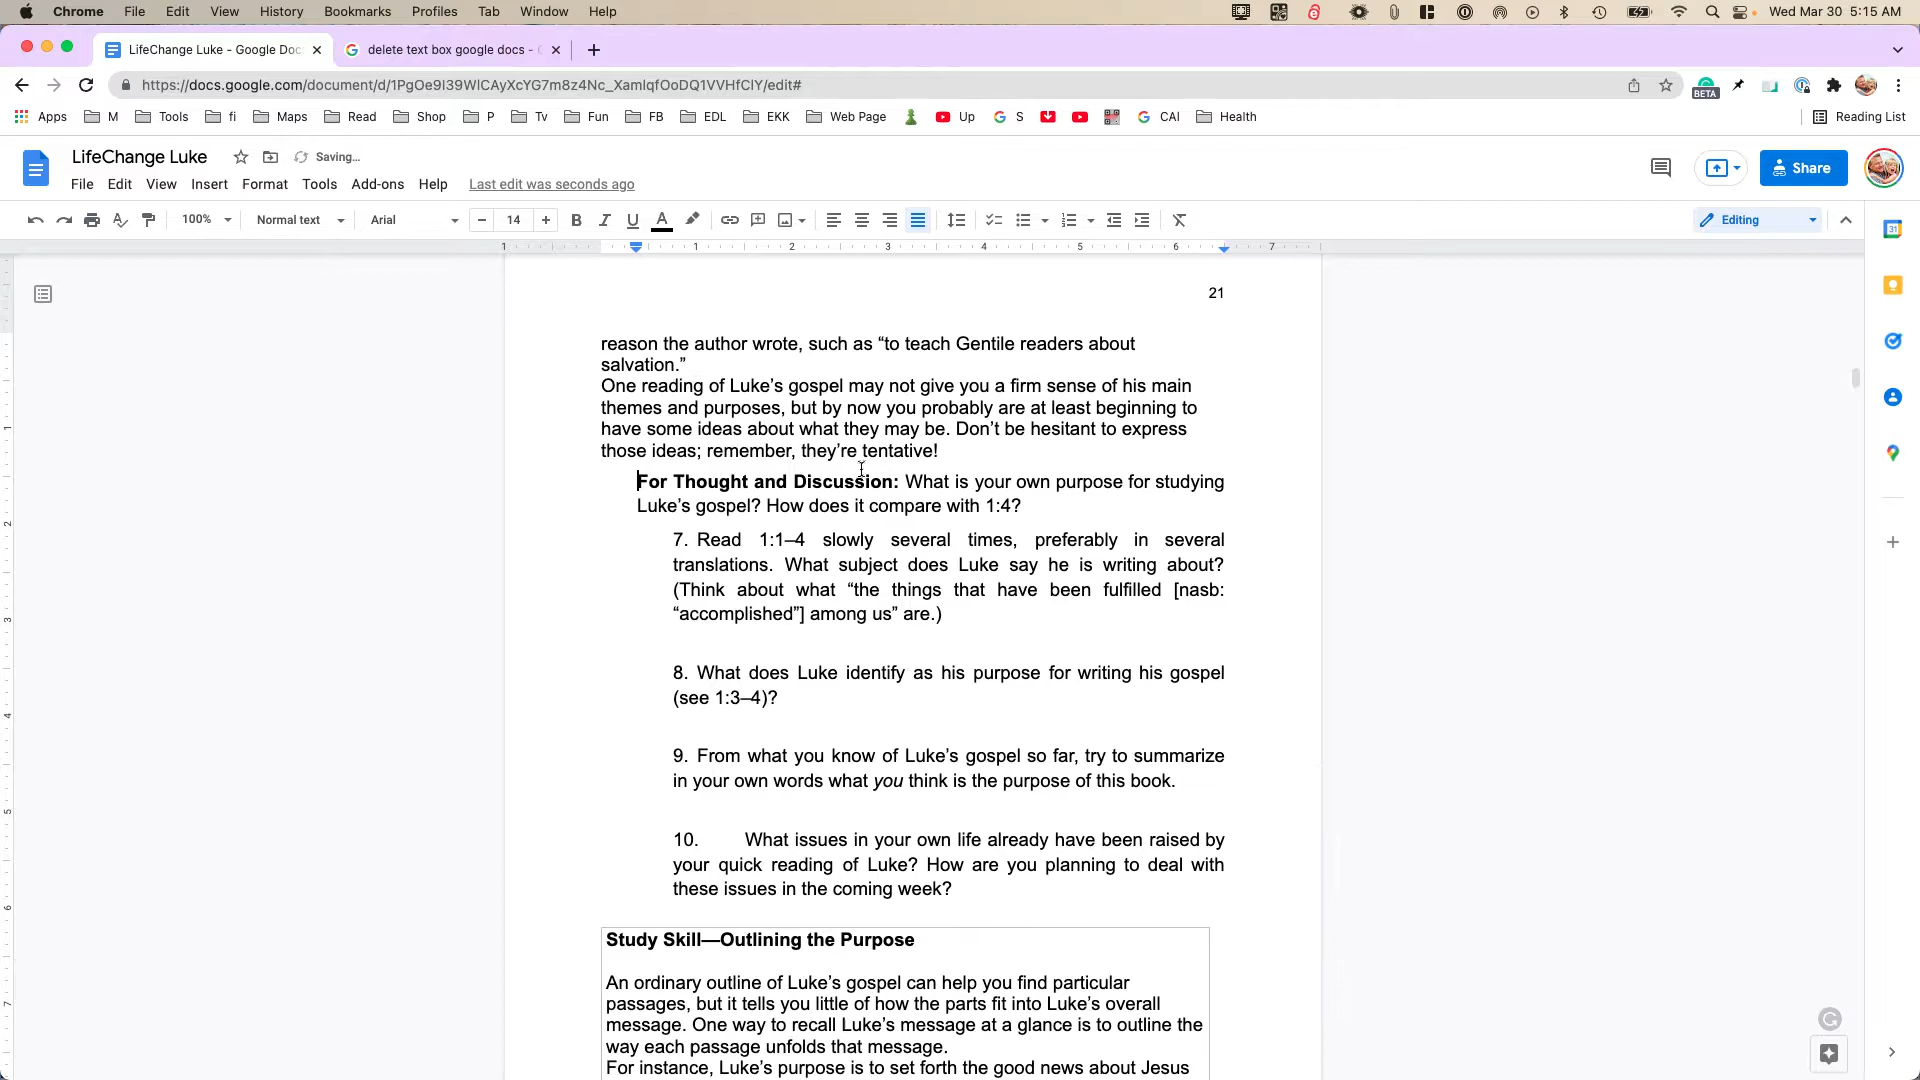 Chrome File Edit View History Bookmarks Profiles Tab Window Help Wed Mar 30 5:15 AM
LifeChange Luke - Google Doc delete text box google docs -
https://docs.google.com/document/d/1PgOe9I39WlCAyXcYG7m8z4Nc_XamlqfOoDQ1VVHfClY/edit# BETA
Apps M Tools fi Maps Read Shop P Tv Fun FB EDL EKK Web Page Up S CAI Health Reading List
LifeChange Luke Saving...
File Edit View Insert Format Tools Add-ons Help Last edit was seconds ago Share
100% Normal text Arial 14 Editing
1 1 2 3 4 5 6 7
21
reason the author wrote, such as “to teach Gentile readers about
salvation.”
One reading of Luke’s gospel may not give you a firm sense of his main
themes and purposes, but by now you probably are at least beginning to
have some ideas about what they may be. Don’t be hesitant to express
those ideas; remember, they’re tentative!
For Thought and Discussion: What is your own purpose for studying
Luke’s gospel? How does it compare with 1:4?
7. Read 1:1–4 slowly several times, preferably in several
translations. What subject does Luke say he is writing about?
(Think about what “the things that have been fulfilled [nasb:
“accomplished”] among us” are.)
8. What does Luke identify as his purpose for writing his gospel
(see 1:3–4)?
9. From what you know of Luke’s gospel so far, try to summarize
in your own words what you think is the purpose of this book.
10. What issues in your own life already have been raised by
your quick reading of Luke? How are you planning to deal with
these issues in the coming week?
Study Skill—Outlining the Purpose
An ordinary outline of Luke’s gospel can help you find particular
passages, but it tells you little of how the parts fit into Luke’s overall
message. One way to recall Luke’s message at a glance is to outline the
way each passage unfolds that message.
For instance, Luke’s purpose is to set forth the good news about Jesus